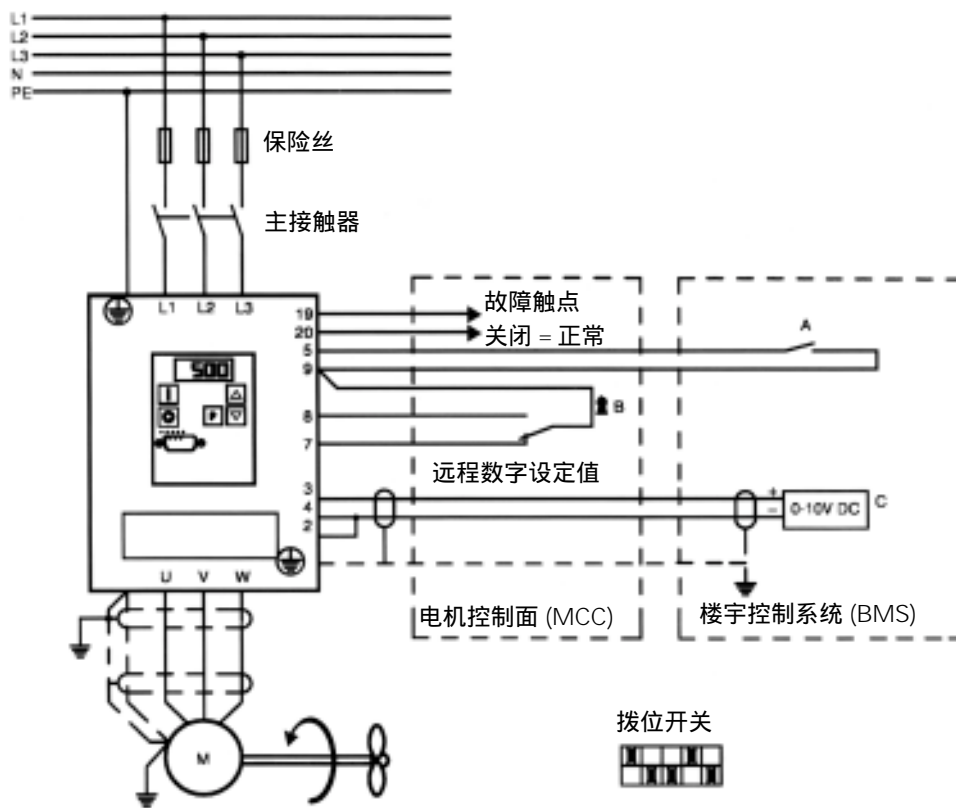 L1
L2
L3
N
PE
保险丝
主接触器
L1 L2 L3
19 故障触点
20 关闭 = 正常
A
5
9
500
P
8
B
7
远程数字设定值
3
4
2
+
−
0-10V DC C
U V W
电机控制面 (MCC) 楼宇控制系统 (BMS)
M
拨位开关